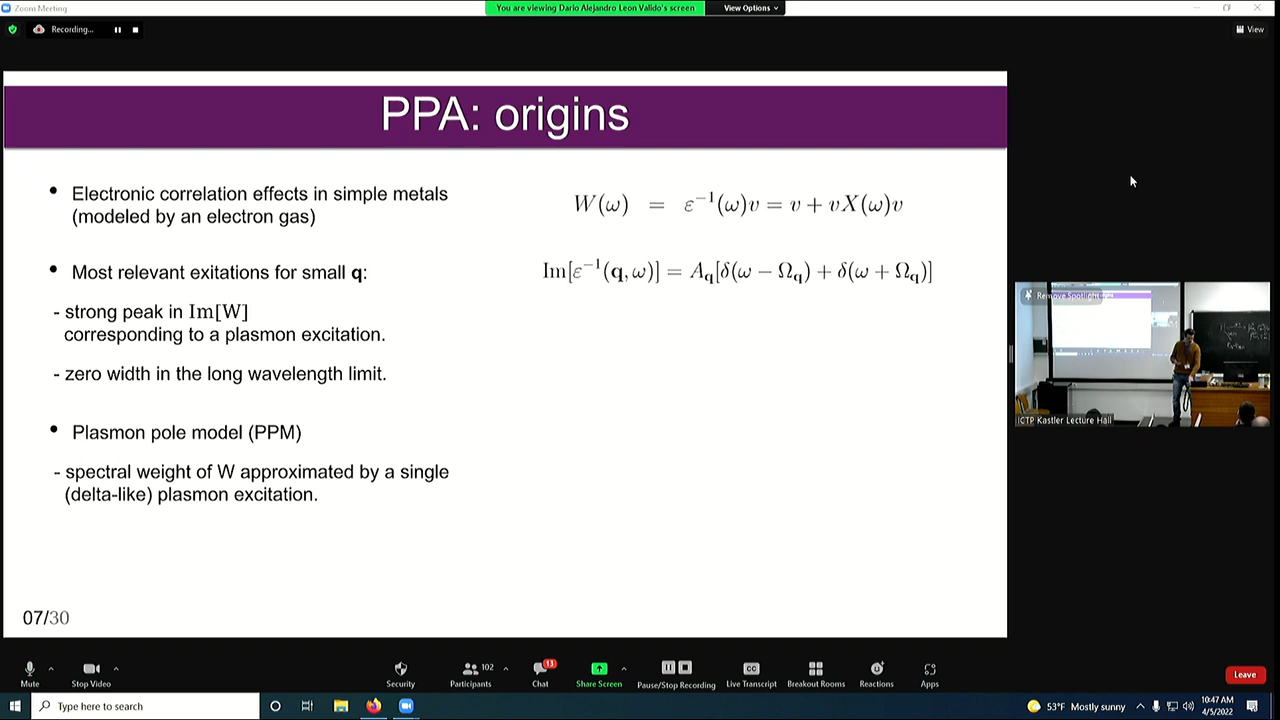 Zoom Meeting
You are viewing Dario Alejandro Leon Valido's screen
View Options
Recording...
View
PPA: origins
• Electronic correlation effects in simple metals
(modeled by an electron gas)
W(ω) = ε⁻¹(ω)v = v + vX(ω)v
• Most relevant exitations for small q:
Im[ε⁻¹(q, ω)] = A_q[δ(ω − Ω_q) + δ(ω + Ω_q)]
- strong peak in Im[W]
corresponding to a plasmon excitation.
- zero width in the long wavelength limit.
• Plasmon pole model (PPM)
- spectral weight of W approximated by a single
(delta-like) plasmon excitation.
07/30
Remove Spotlight
ICTP Kastler Lecture Hall
Mute
Stop Video
Security
102
Participants
13
Chat
Share Screen
Pause/Stop Recording
CC
Live Transcript
Breakout Rooms
Reactions
Apps
Leave
Type here to search
53°F Mostly sunny
10:47 AM
4/5/2022